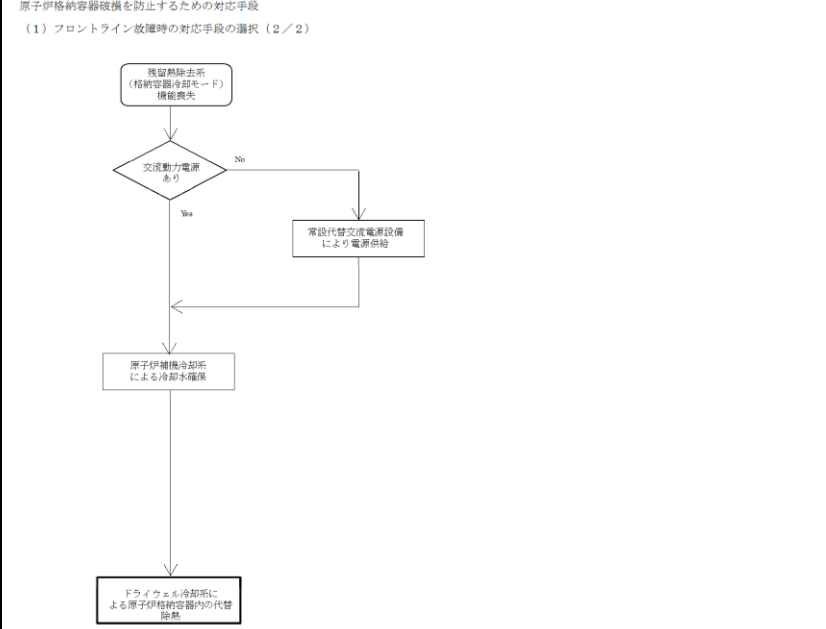 原子炉格納容器破損を防止するための対応手段
（１）フロントライン故障時の対応手段の選択（２／２）
残留熱除去系
（格納容器冷却モード）
機能喪失
交流動力電源
あり
No
Yes
常設代替交流電源設備
により電源供給
原子炉補機冷却系
による冷却水確保
ドライウェル冷却系に
よる原子炉格納容器内の代替
除熱